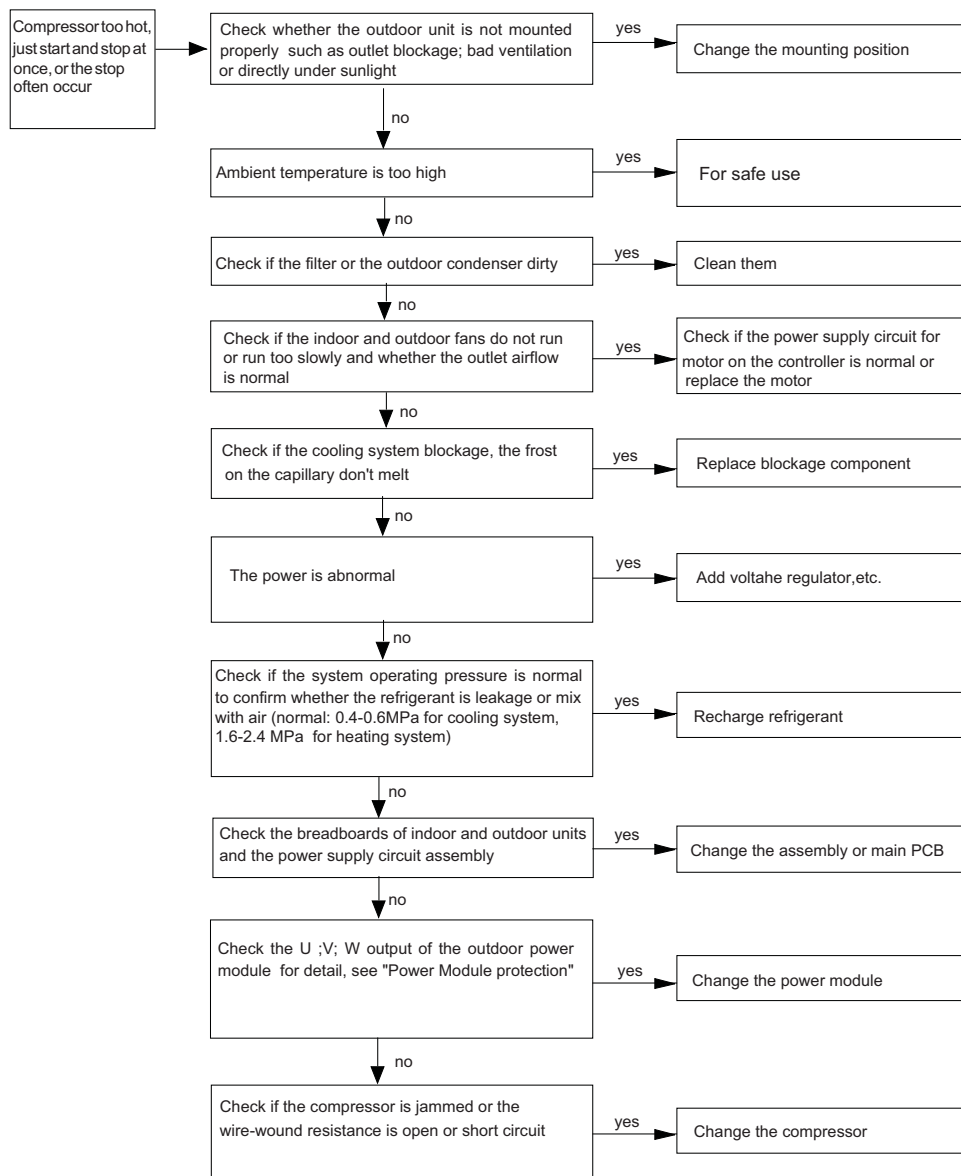 Compressor too hot,
just start and stop at
once, or the stop
often occur
Check whether the outdoor unit is not mounted
properly such as outlet blockage; bad ventilation
or directly under sunlight
yes
Change the mounting position
no
Ambient temperature is too high
yes
For safe use
no
Check if the filter or the outdoor condenser dirty
yes
Clean them
no
Check if the indoor and outdoor fans do not run
or run too slowly and whether the outlet airflow
is normal
yes
Check if the power supply circuit for
motor on the controller is normal or
replace the motor
no
Check if the cooling system blockage, the frost
on the capillary don't melt
yes
Replace blockage component
no
The power is abnormal
yes
Add voltahe regulator,etc.
no
Check if the system operating pressure is normal
to confirm whether the refrigerant is leakage or mix
with air (normal: 0.4-0.6MPa for cooling system,
1.6-2.4 MPa for heating system)
yes
Recharge refrigerant
no
Check the breadboards of indoor and outdoor units
and the power supply circuit assembly
yes
Change the assembly or main PCB
no
Check the U ;V; W output of the outdoor power
module for detail, see "Power Module protection"
yes
Change the power module
no
Check if the compressor is jammed or the
wire-wound resistance is open or short circuit
yes
Change the compressor